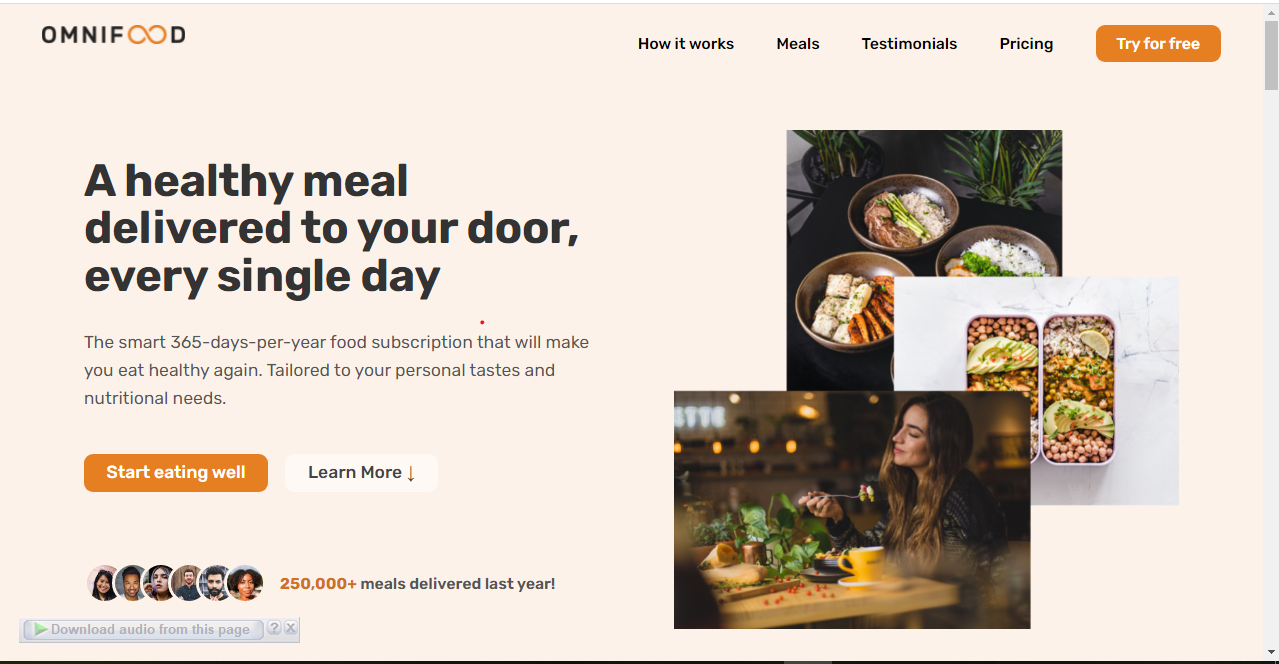 OMNIFOOD
How it works
Meals
Testimonials
Pricing
Try for free
A healthy meal
delivered to your door,
every single day
The smart 365-days-per-year food subscription that will make
you eat healthy again. Tailored to your personal tastes and
nutritional needs.
Start eating well
Learn More ↓
250,000+ meals delivered last year!
Download audio from this page ? X